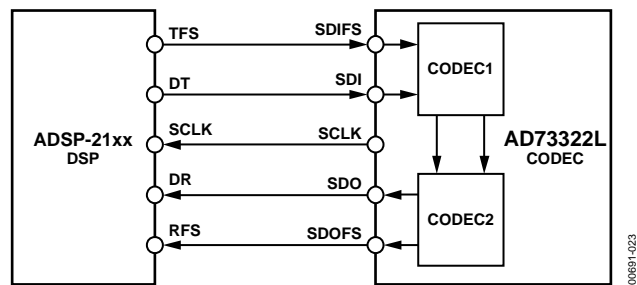 TFS SDIFS
CODEC1
DT SDI
ADSP-21xx
DSP
SCLK SCLK
AD73322L
CODEC
DR SDO
CODEC2
RFS SDOFS
00691-023